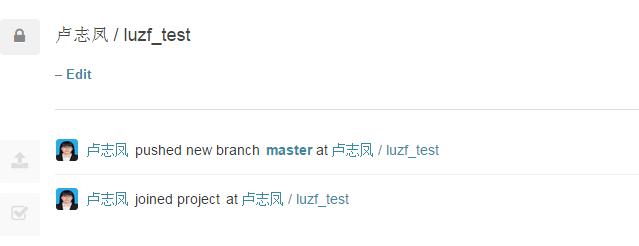 卢志凤 / luzf_test
– Edit
卢志凤 pushed new branch master at 卢志凤 / luzf_test
卢志凤 joined project at 卢志凤 / luzf_test